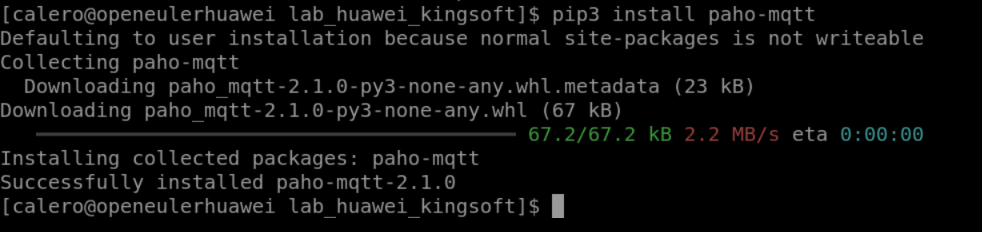 [calero@openeulerhuawei lab_huawei_kingsoft]$ pip3 install paho-mqtt
Defaulting to user installation because normal site-packages is not writeable
Collecting paho-mqtt
  Downloading paho_mqtt-2.1.0-py3-none-any.whl.metadata (23 kB)
Downloading paho_mqtt-2.1.0-py3-none-any.whl (67 kB)
67.2/67.2 kB 2.2 MB/s eta 0:00:00
Installing collected packages: paho-mqtt
Successfully installed paho-mqtt-2.1.0
[calero@openeulerhuawei lab_huawei_kingsoft]$